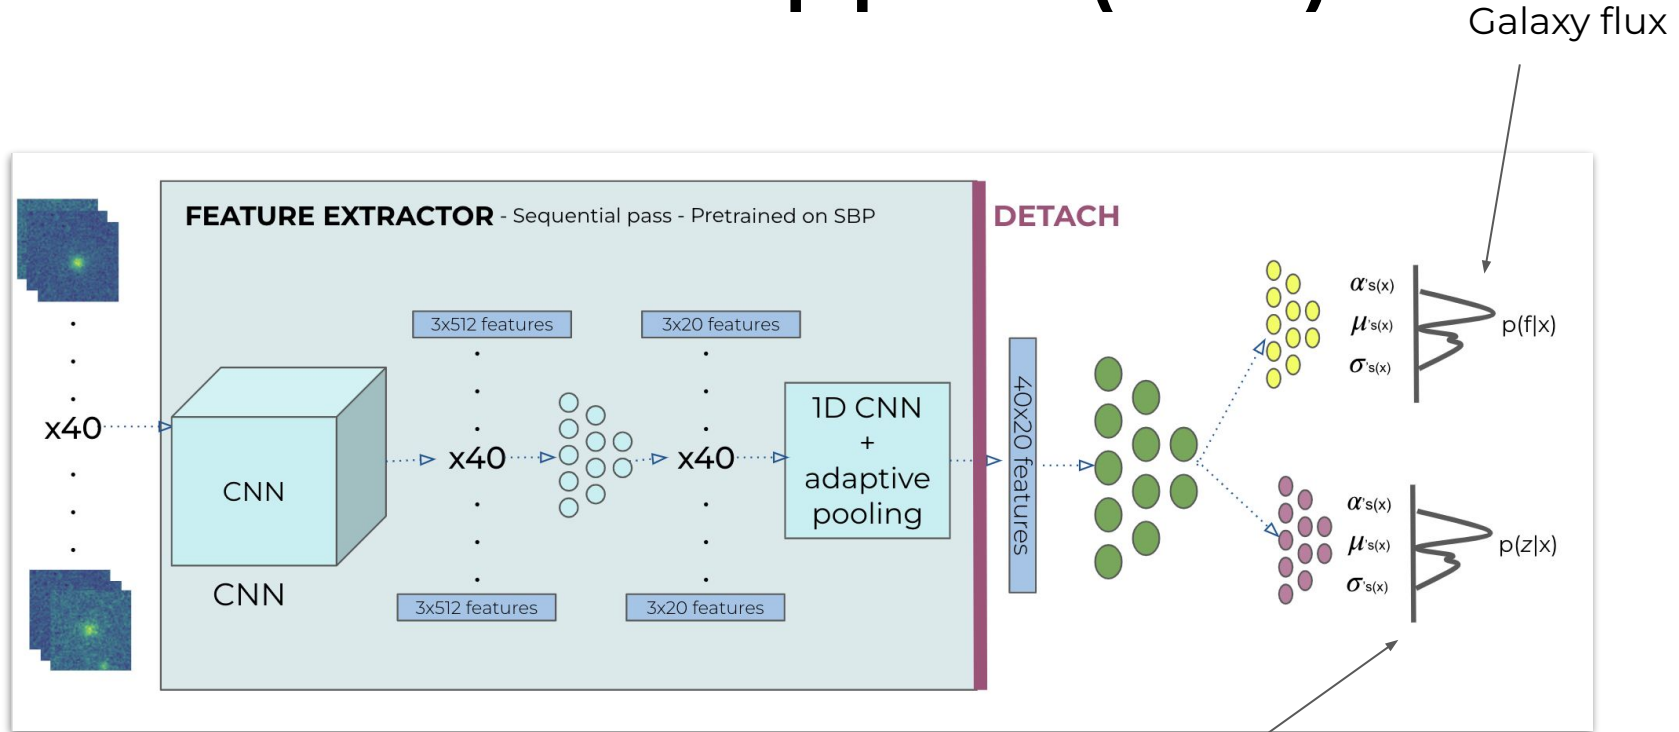 Galaxy flux
FEATURE EXTRACTOR - Sequential pass - Pretrained on SBP
DETACH
3x512 features
3x20 features
x40
CNN
CNN
x40
x40
3x512 features
3x20 features
1D CNN
+
adaptive
pooling
40x20 features
α's(x)
μ's(x)
σ's(x)
p(f|x)
α's(x)
μ's(x)
σ's(x)
p(z|x)